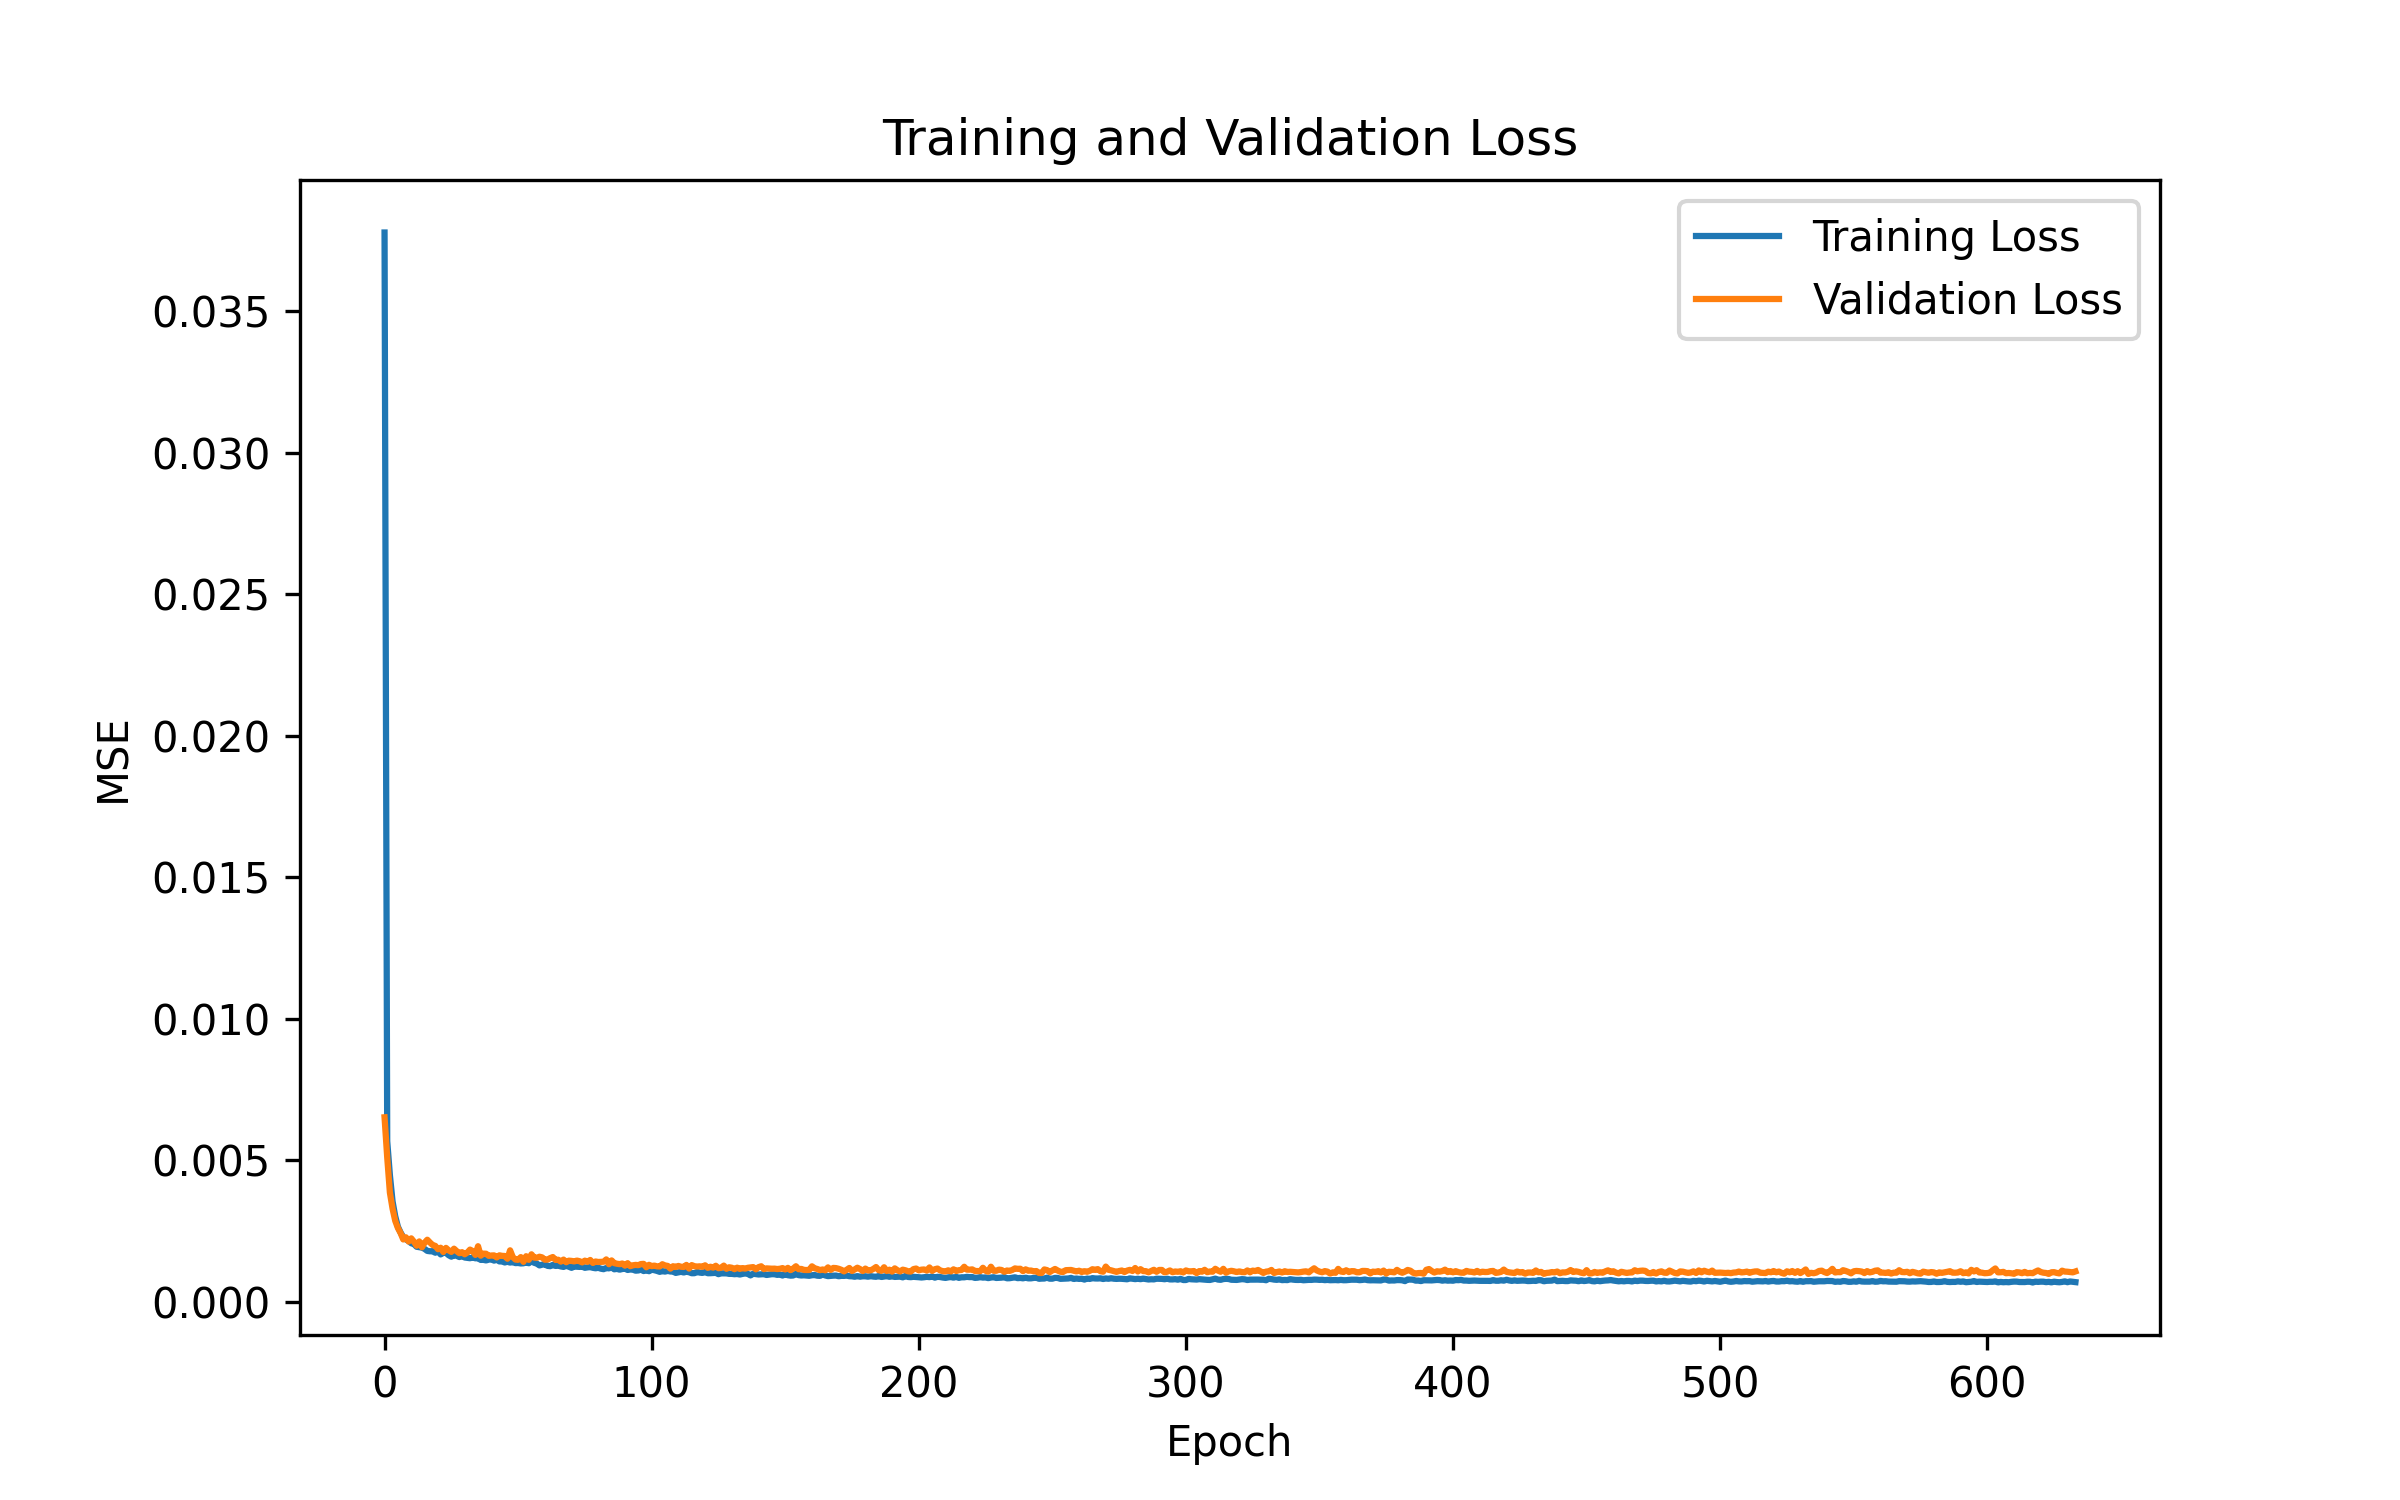 Training and Validation Loss
Training Loss
Validation Loss
0.035
0.030
0.025
0.020
0.015
0.010
0.005
0.000
MSE
0 100 200 300 400 500 600
Epoch